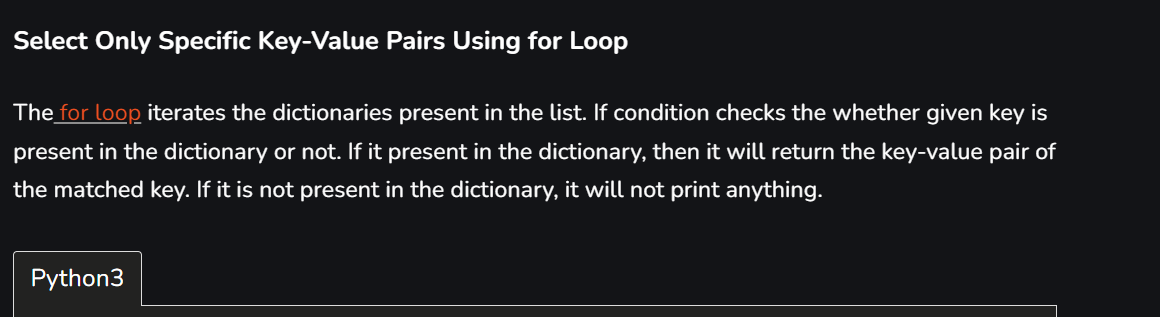 Select Only Specific Key-Value Pairs Using for Loop
The for loop iterates the dictionaries present in the list. If condition checks the whether given key is
present in the dictionary or not. If it present in the dictionary, then it will return the key-value pair of
the matched key. If it is not present in the dictionary, it will not print anything.
Python3